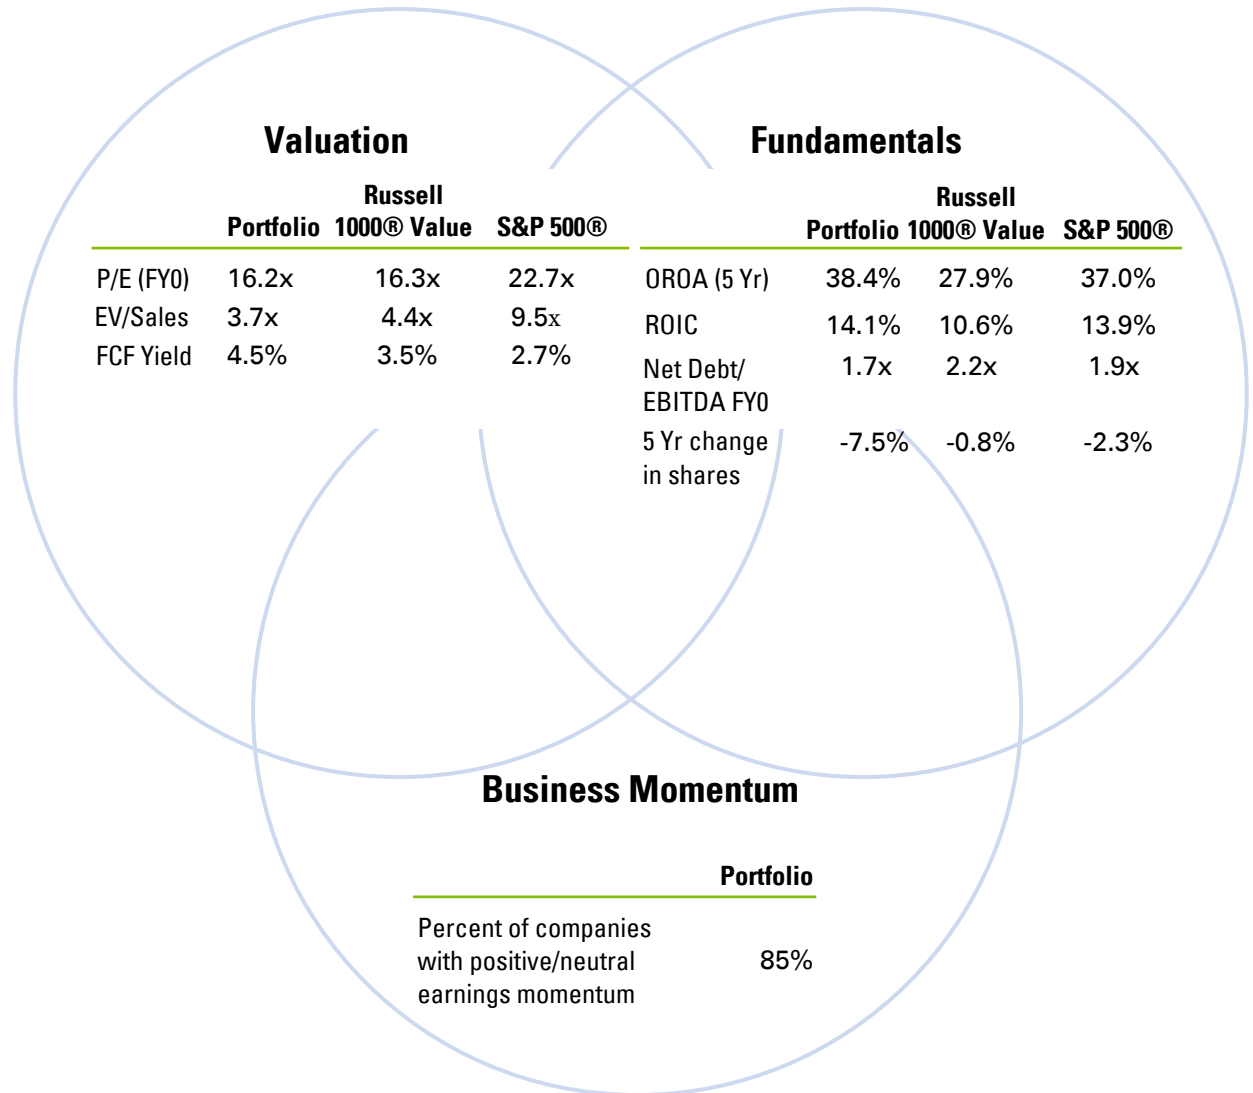 Valuation
Russell
Portfolio 1000® Value S&P 500®
P/E (FY0) 16.2x 16.3x 22.7x
EV/Sales 3.7x 4.4x 9.5x
FCF Yield 4.5% 3.5% 2.7%
Fundamentals
Russell
Portfolio 1000® Value S&P 500®
OROA (5 Yr) 38.4% 27.9% 37.0%
ROIC 14.1% 10.6% 13.9%
Net Debt/ 1.7x 2.2x 1.9x
EBITDA FY0
5 Yr change -7.5% -0.8% -2.3%
in shares
Business Momentum
Portfolio
Percent of companies
with positive/neutral 85%
earnings momentum